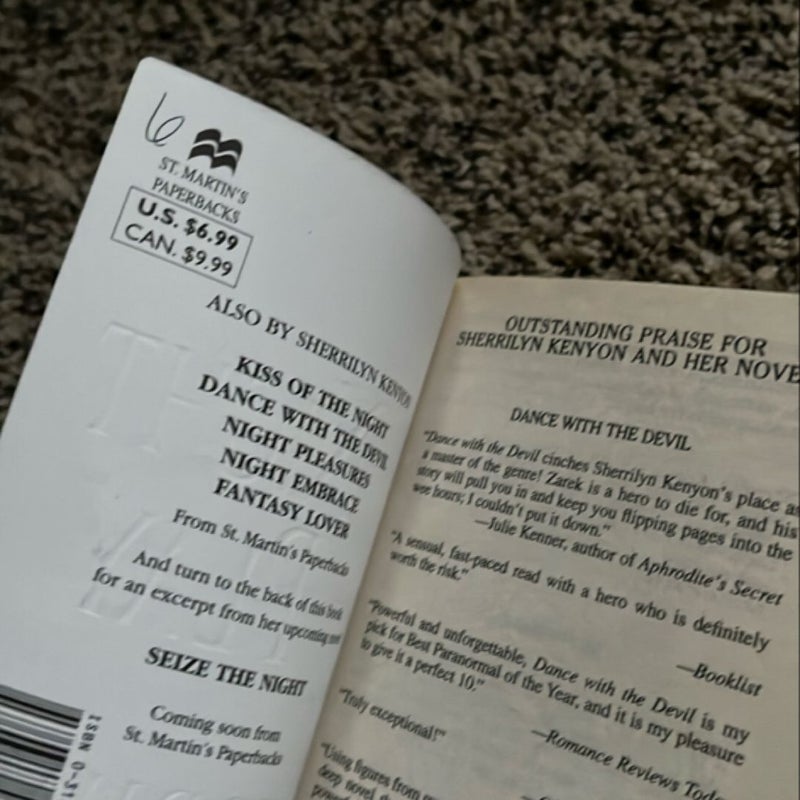 6
ST. MARTIN'S
PAPERBACKS
U.S. $6.99
CAN. $9.99
ALSO BY SHERRILYN KENYON
KISS OF THE NIGHT
DANCE WITH THE DEVIL
NIGHT PLEASURES
NIGHT EMBRACE
FANTASY LOVER
From St. Martin's Paperbacks
And turn to the back of this book
for an excerpt from her upcoming novel
SEIZE THE NIGHT
Coming soon from
St. Martin's Paperbacks
ISBN 0-31
OUTSTANDING PRAISE FOR
SHERRILYN KENYON AND HER NOVE
DANCE WITH THE DEVIL
"Dance with the Devil cinches Sherrilyn Kenyon's place as
a master of the genre! Zarek is a hero to die for, and his
story will pull you in and keep you flipping pages into the
wee hours; I couldn't put it down."
—Julie Kenner, author of Aphrodite's Secret
"A sensual, fast-paced read with a hero who is definitely
worth the risk."
—Booklist
"Powerful and unforgettable, Dance with the Devil is my
pick for Best Paranormal of the Year, and it is my pleasure
to give it a perfect 10."
—Romance Reviews Toda
"Truly exceptional!"
"Using figures from
deep novel,